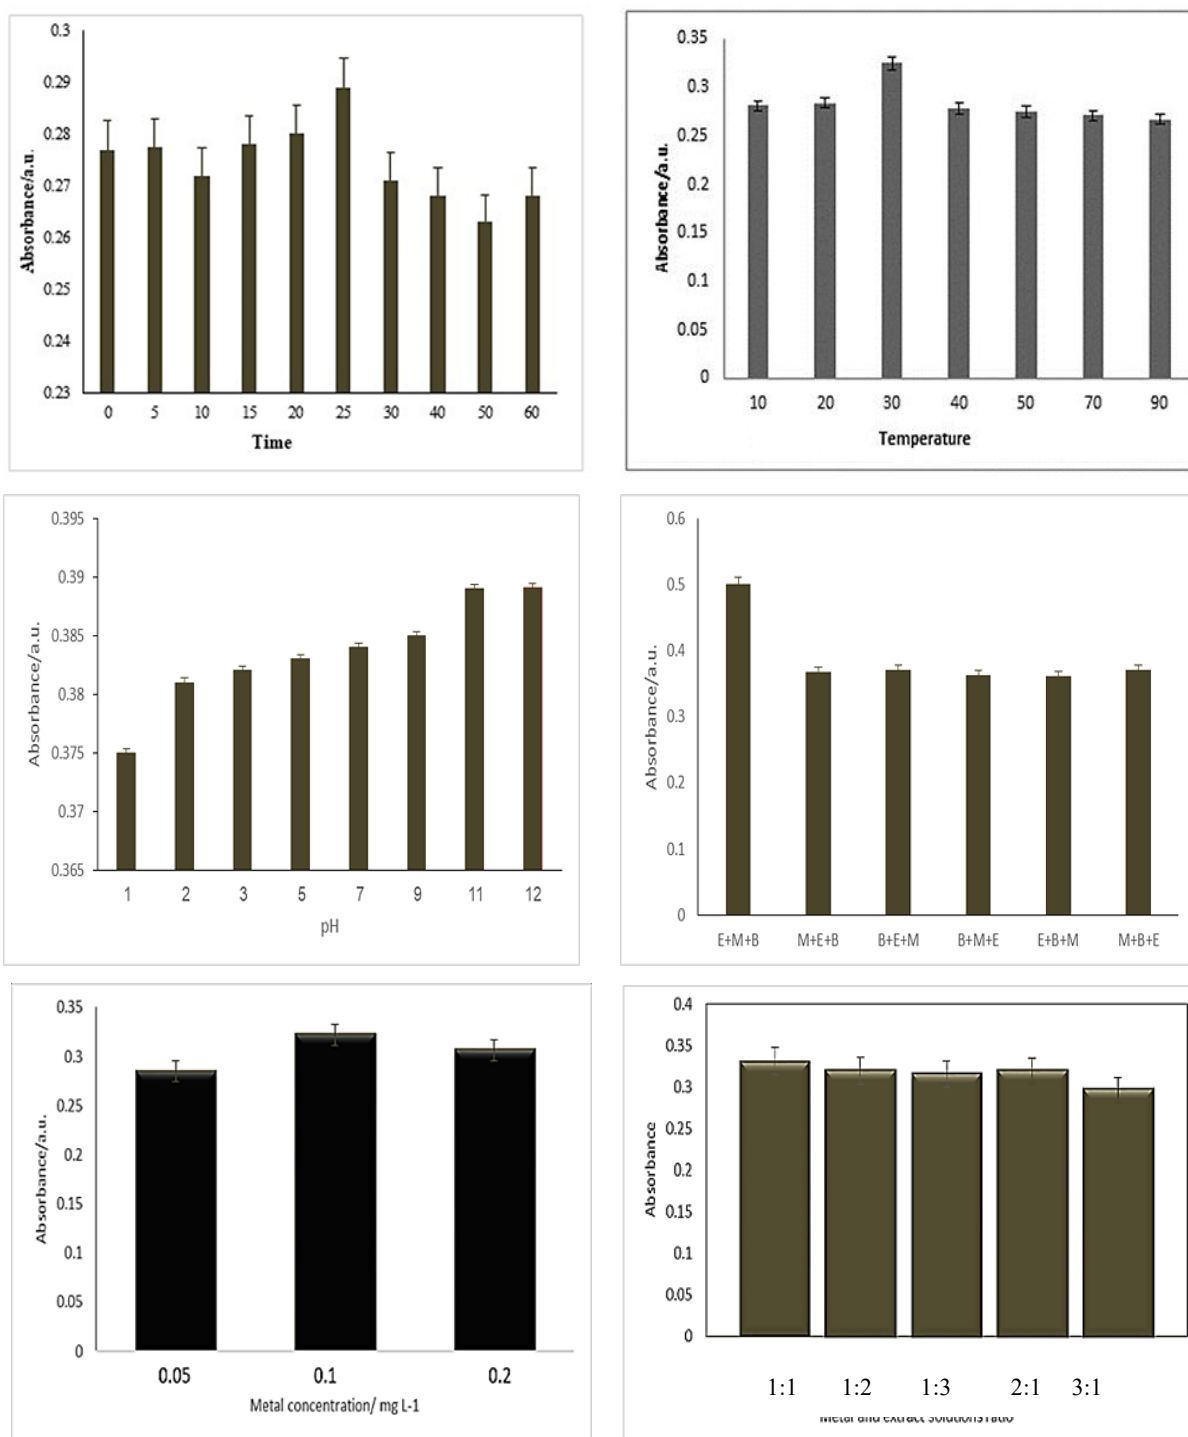 0.3
0.29
0.28
0.27
0.26
0.25
0.24
0.23
Absorbance/a.u.
0 5 10 15 20 25 30 40 50 60
Time
0.35
0.3
0.25
0.2
0.15
0.1
0.05
0
Absorbance/a.u.
10 20 30 40 50 70 90
Temperature
0.395
0.39
0.385
0.38
0.375
0.37
0.365
Absorbance/a.u.
1 2 3 5 7 9 11 12
pH
0.6
0.5
0.4
0.3
0.2
0.1
0
Absorbance/a.u.
E+M+B M+E+B B+E+M B+M+E E+B+M M+B+E
0.35
0.3
0.25
0.2
0.15
0.1
0.05
0
Absorbance/a.u.
0.05 0.1 0.2
Metal concentration/ mg L-1
0.4
0.35
0.3
0.25
0.2
0.15
0.1
0.05
0
Absorbance
1:1 1:2 1:3 2:1 3:1
Metal and extract solutions ratio